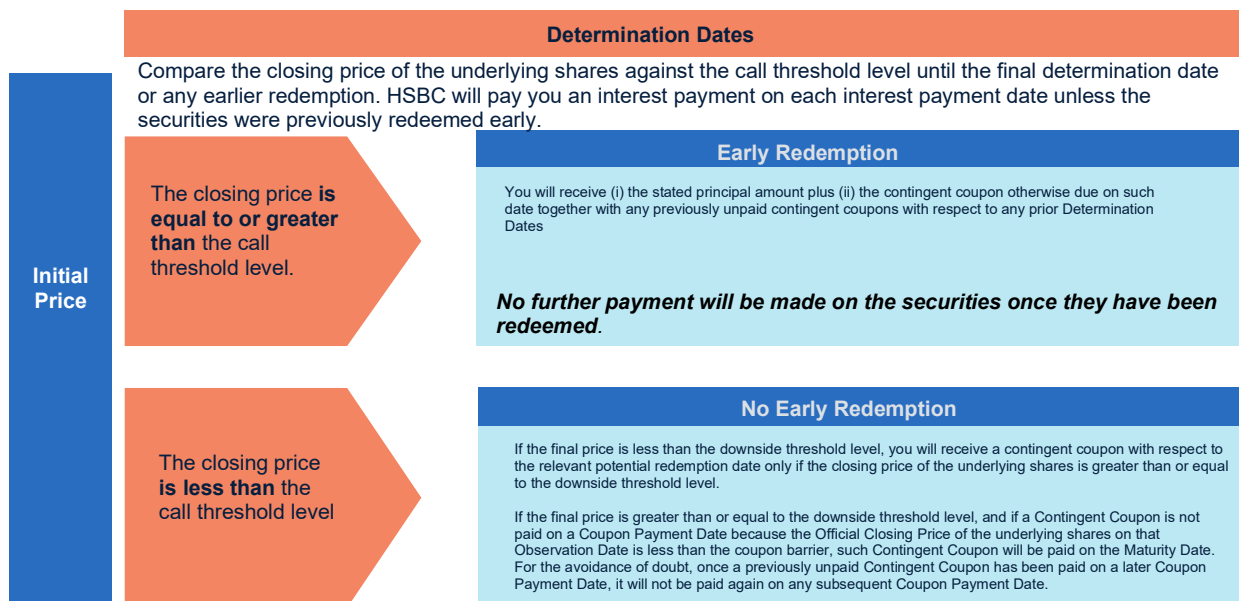 Determination Dates
Compare the closing price of the underlying shares against the call threshold level until the final determination date
or any earlier redemption. HSBC will pay you an interest payment on each interest payment date unless the
securities were previously redeemed early.
Initial
Price
The closing price is
equal to or greater
than the call
threshold level.
Early Redemption
You will receive (i) the stated principal amount plus (ii) the contingent coupon otherwise due on such
date together with any previously unpaid contingent coupons with respect to any prior Determination
Dates
No further payment will be made on the securities once they have been
redeemed.
The closing price
is less than the
call threshold level
No Early Redemption
If the final price is less than the downside threshold level, you will receive a contingent coupon with respect to
the relevant potential redemption date only if the closing price of the underlying shares is greater than or equal
to the downside threshold level.
If the final price is greater than or equal to the downside threshold level, and if a Contingent Coupon is not
paid on a Coupon Payment Date because the Official Closing Price of the underlying shares on that
Observation Date is less than the coupon barrier, such Contingent Coupon will be paid on the Maturity Date.
For the avoidance of doubt, once a previously unpaid Contingent Coupon has been paid on a later Coupon
Payment Date, it will not be paid again on any subsequent Coupon Payment Date.